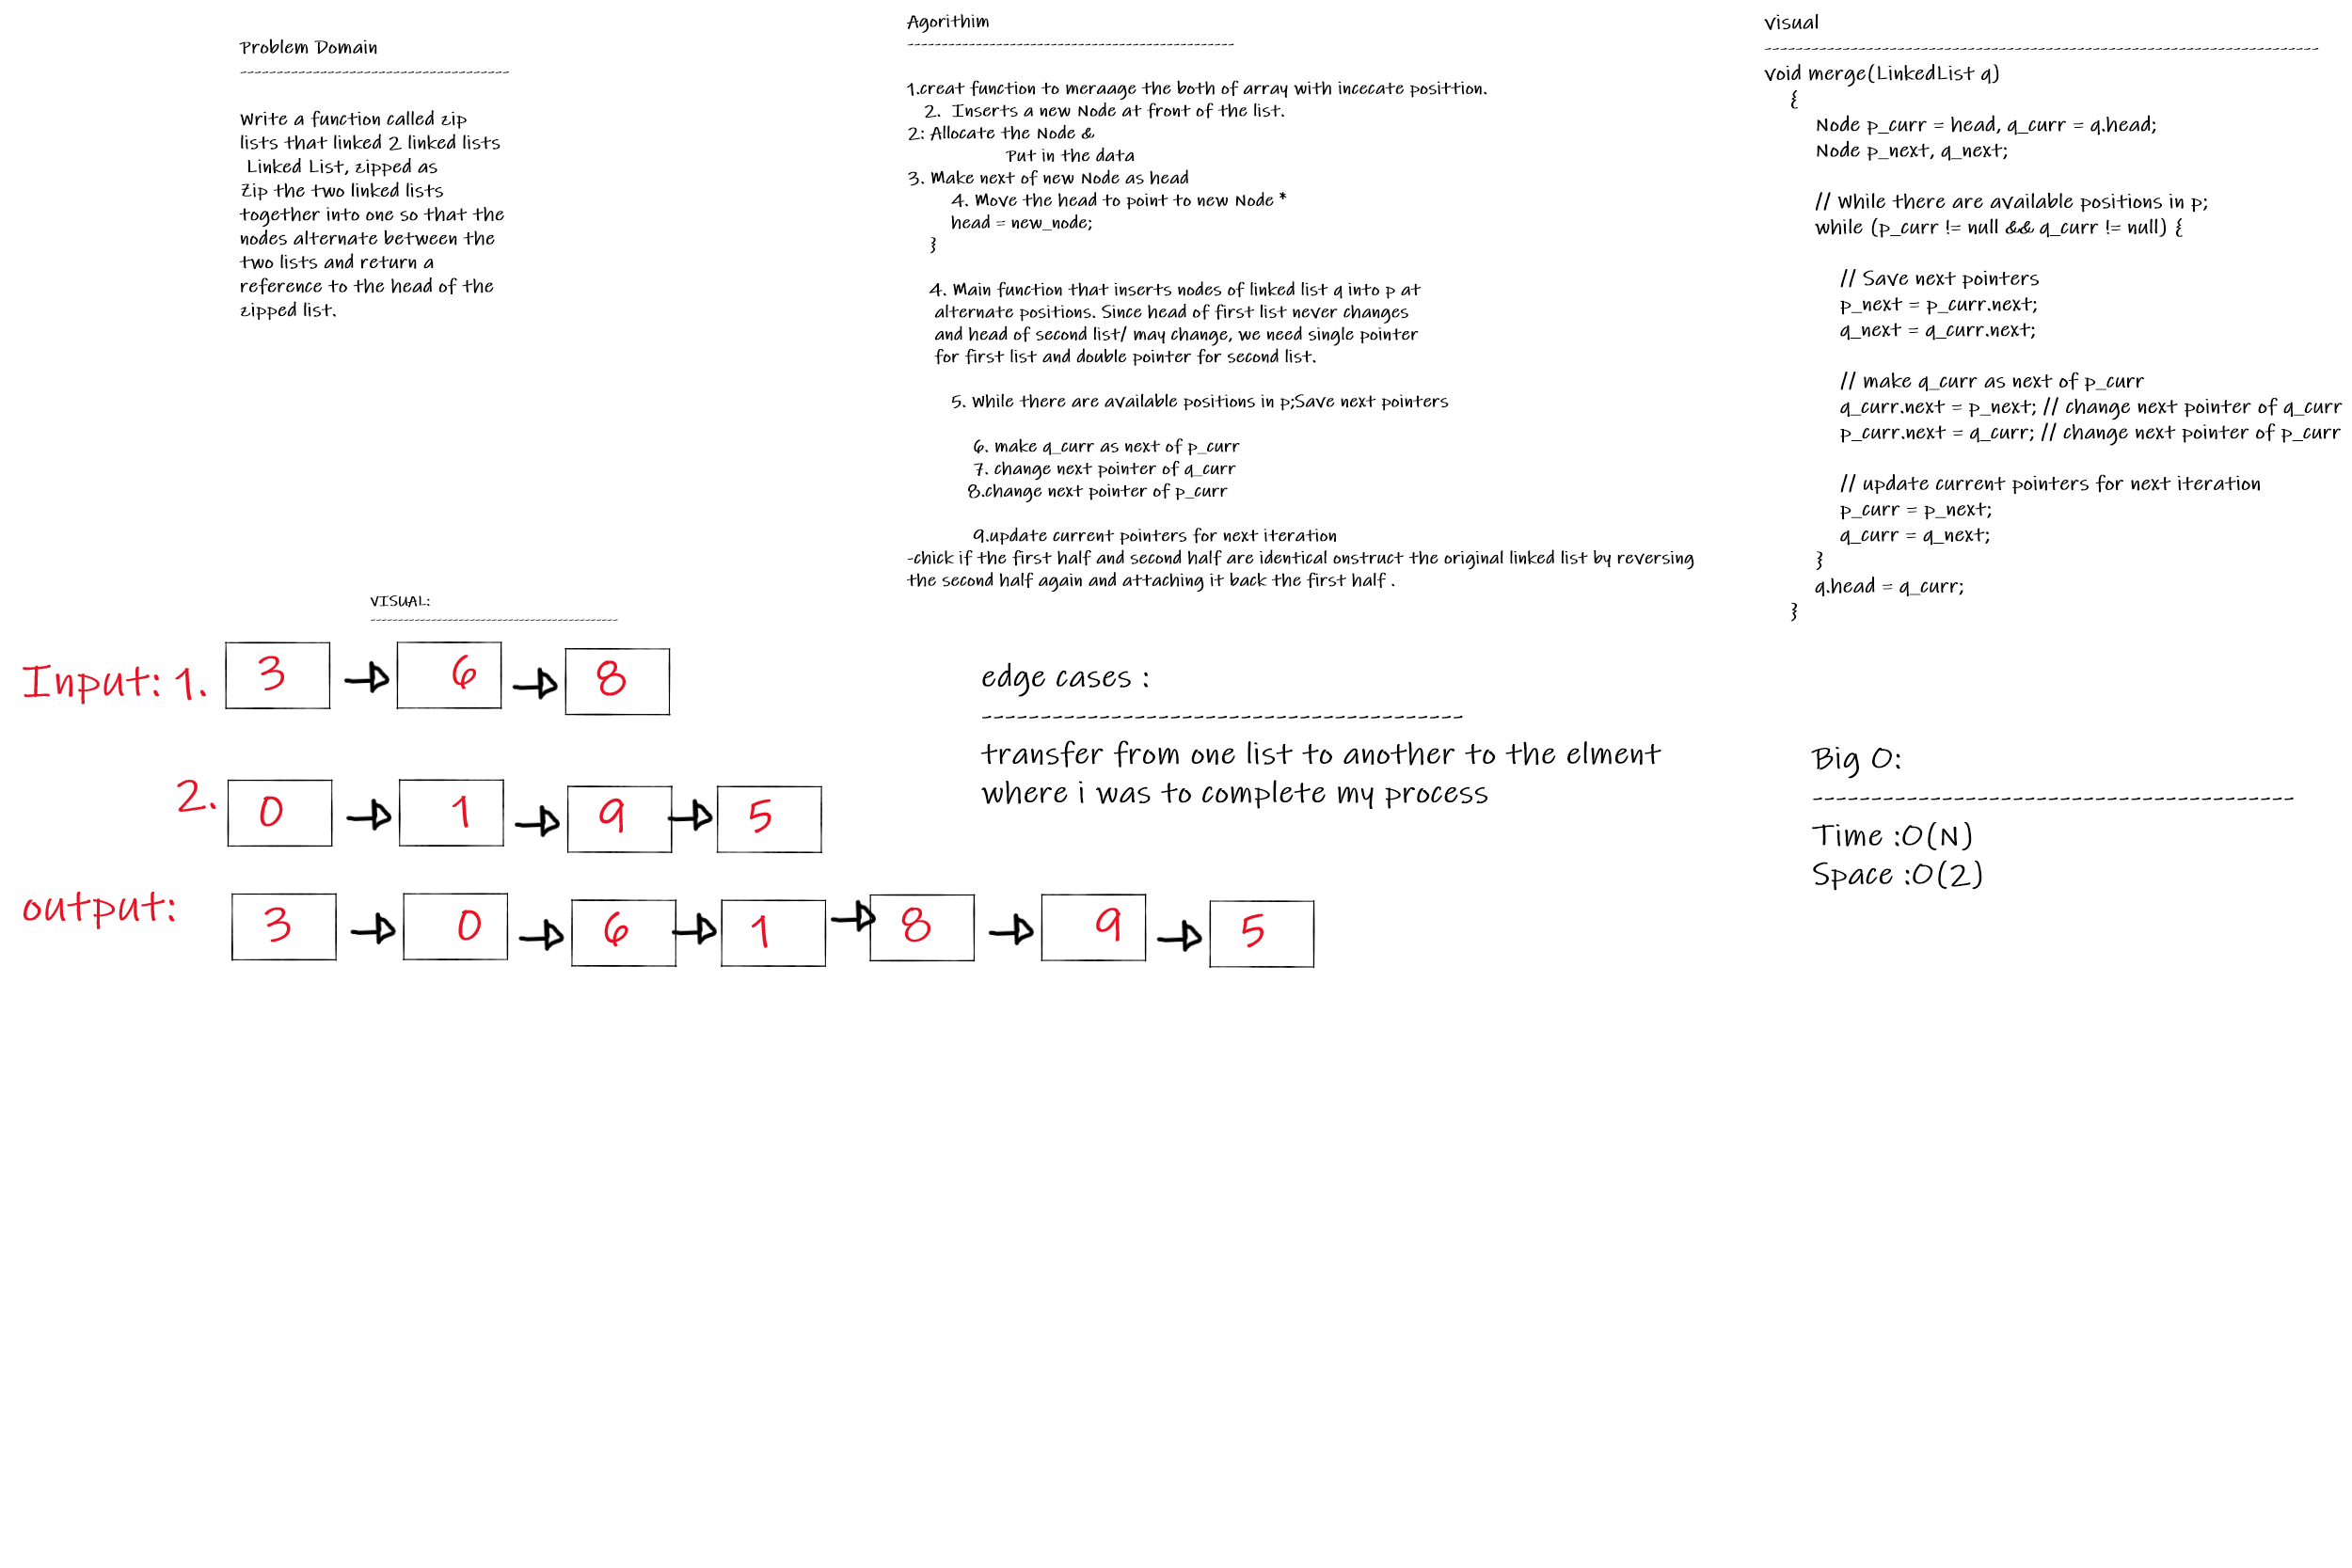 Problem Domain
-------------------------------------
Write a function called zip
lists that linked 2 linked lists
Linked List, zipped as
Zip the two linked lists
together into one so that the
nodes alternate between the
two lists and return a
reference to the head of the
zipped list.
Agorithim
------------------------------------------------
1.creat function to meraage the both of array with incecate posittion.
2. Inserts a new Node at front of the list.
2: Allocate the Node &
Put in the data
3. Make next of new Node as head
4. Move the head to point to new Node *
head = new_node;
}
4. Main function that inserts nodes of linked list q into p at
alternate positions. Since head of first list never changes
and head of second list/ may change, we need single pointer
for first list and double pointer for second list.
5. While there are available positions in p;Save next pointers
6. make q_curr as next of p_curr
7. change next pointer of q_curr
8.change next pointer of p_curr
9.update current pointers for next iteration
-chick if the first half and second half are identical onstruct the original linked list by reversing
the second half again and attaching it back the first half .
visual
------------------------------------------------------------------------
void merge(LinkedList q)
{
Node p_curr = head, q_curr = q.head;
Node p_next, q_next;
// While there are available positions in p;
while (p_curr != null && q_curr != null) {
// Save next pointers
p_next = p_curr.next;
q_next = q_curr.next;
// make q_curr as next of p_curr
q_curr.next = p_next; // change next pointer of q_curr
p_curr.next = q_curr; // change next pointer of p_curr
// update current pointers for next iteration
p_curr = p_next;
q_curr = q_next;
}
q.head = q_curr;
}
VISUAL:
-------------------------------------------
Input: 1. 3 6 8
2. 0 1 9 5
output: 3 0 6 1 8 9 5
edge cases :
-----------------------------------------
transfer from one list to another to the elment
where i was to complete my process
Big O:
-----------------------------------------
Time :O(N)
Space :O(2)